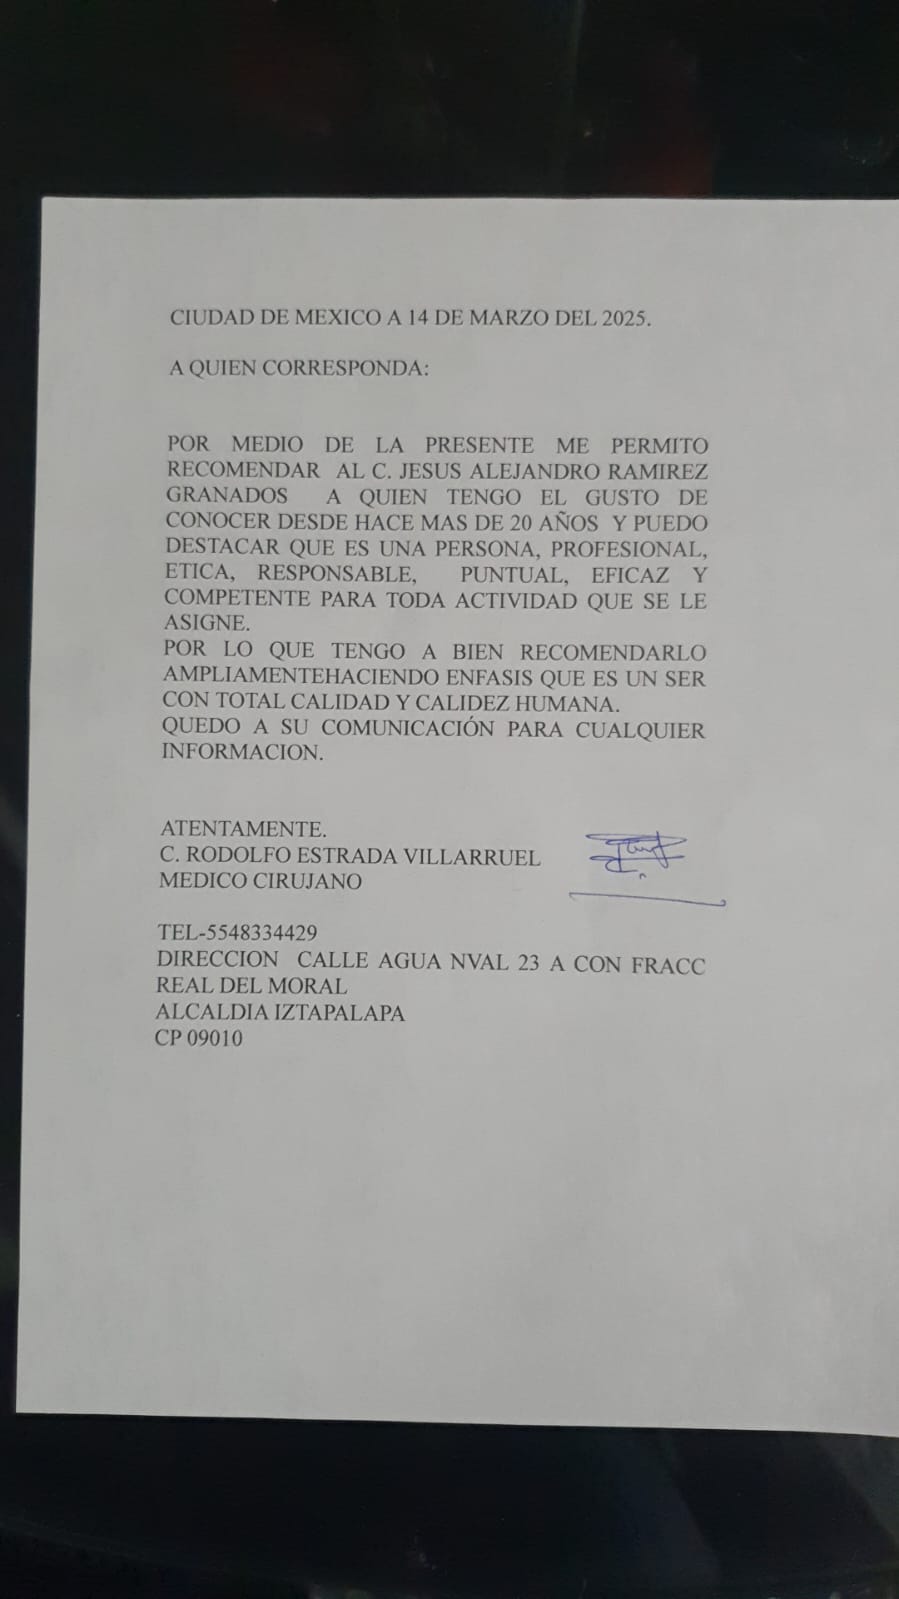 CIUDAD DE MEXICO A 14 DE MARZO DEL 2025.
A QUIEN CORRESPONDA:
POR MEDIO DE LA PRESENTE ME PERMITO
RECOMENDAR AL C. JESUS ALEJANDRO RAMIREZ
GRANADOS A QUIEN TENGO EL GUSTO DE
CONOCER DESDE HACE MAS DE 20 AÑOS Y PUEDO
DESTACAR QUE ES UNA PERSONA, PROFESIONAL,
ETICA, RESPONSABLE, PUNTUAL, EFICAZ Y
COMPETENTE PARA TODA ACTIVIDAD QUE SE LE
ASIGNE.
POR LO QUE TENGO A BIEN RECOMENDARLO
AMPLIAMENTEHACIENDO ENFASIS QUE ES UN SER
CON TOTAL CALIDAD Y CALIDEZ HUMANA.
QUEDO A SU COMUNICACIÓN PARA CUALQUIER
INFORMACION.
ATENTAMENTE.
C. RODOLFO ESTRADA VILLARRUEL
MEDICO CIRUJANO
TEL-5548334429
DIRECCION CALLE AGUA NVAL 23 A CON FRACC
REAL DEL MORAL
ALCALDIA IZTAPALAPA
CP 09010